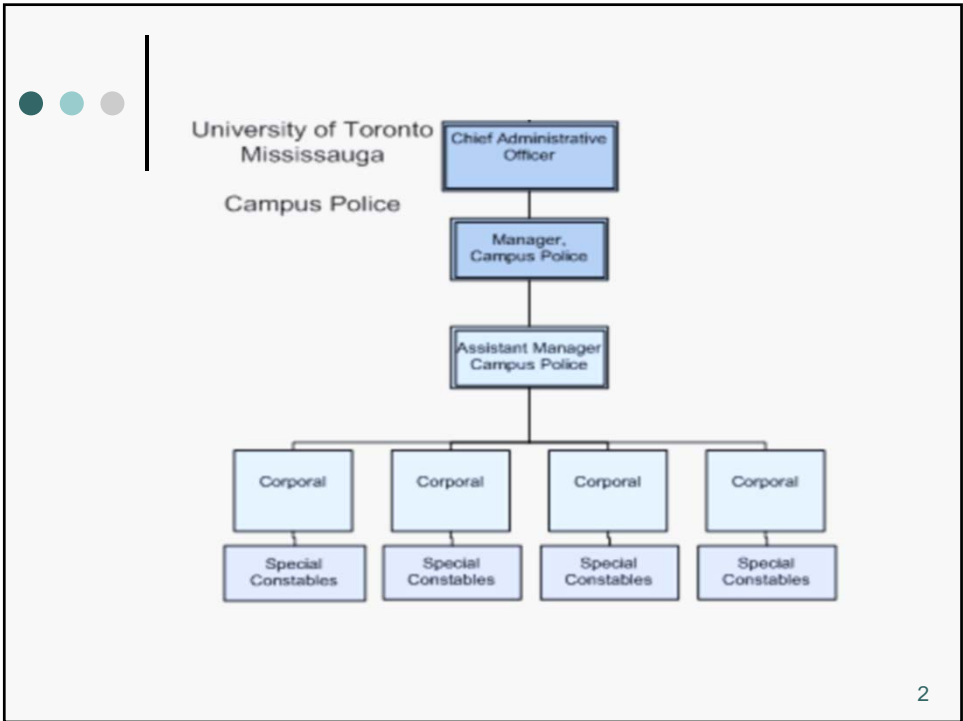 University of Toronto
Mississauga
Campus Police
Chief Administrative
Officer
Manager,
Campus Police
Assistant Manager
Campus Police
Corporal
Corporal
Corporal
Corporal
Special
Constables
Special
Constables
Special
Constables
Special
Constables
2